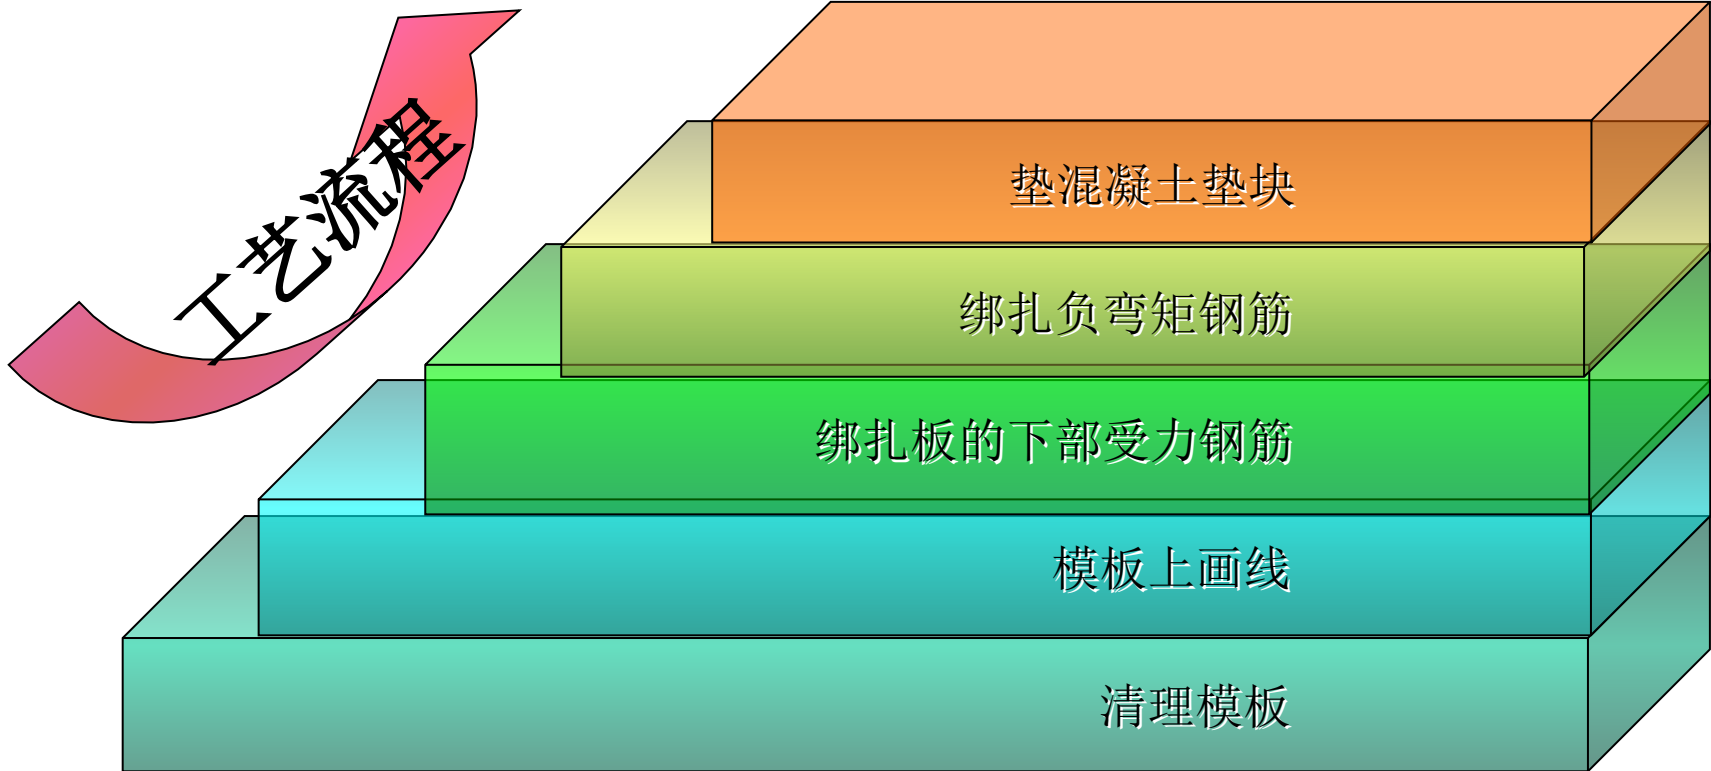 工艺流程
垫混凝土垫块
绑扎负弯矩钢筋
绑扎板的下部受力钢筋
模板上画线
清理模板